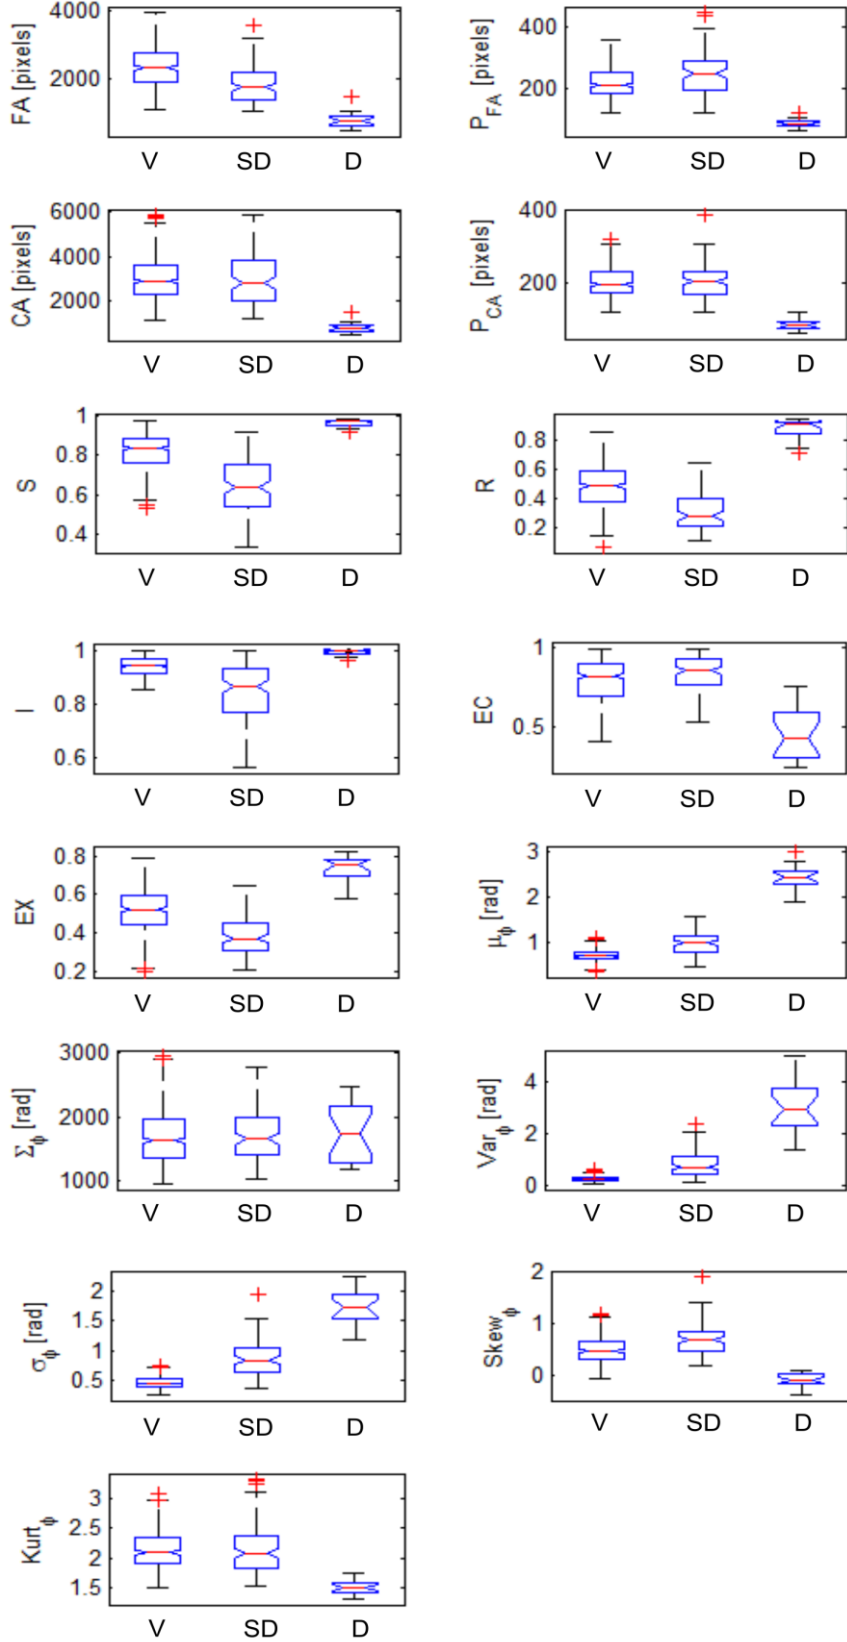 FA [pixels]
4000
2000
V SD D
P_FA [pixels]
400
200
V SD D
CA [pixels]
6000
4000
2000
V SD D
P_CA [pixels]
400
200
V SD D
S
1
0.8
0.6
0.4
V SD D
R
0.8
0.6
0.4
0.2
V SD D
I
1
0.8
0.6
V SD D
EC
1
0.5
V SD D
EX
0.8
0.6
0.4
0.2
V SD D
μ_ϕ [rad]
3
2
1
V SD D
Σ_ϕ [rad]
3000
2000
1000
V SD D
Var_ϕ [rad]
4
2
0
V SD D
σ_ϕ [rad]
2
1.5
1
0.5
V SD D
Skew_ϕ
2
1
0
V SD D
Kurt_ϕ
3
2.5
2
1.5
V SD D